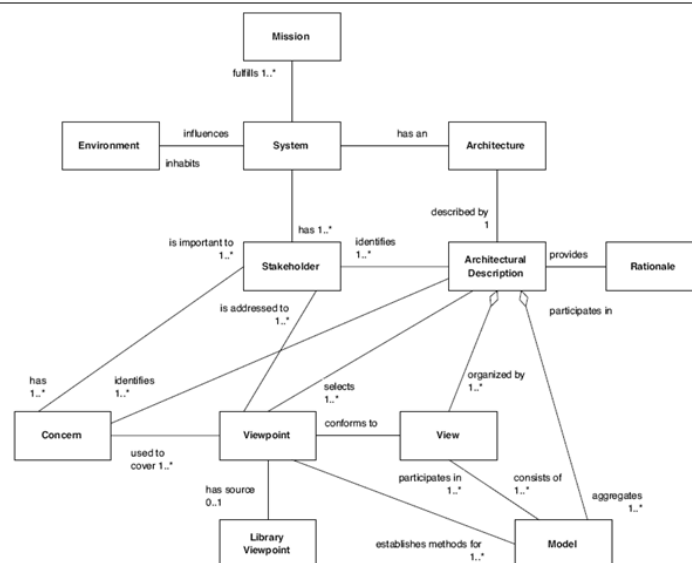 Mission
fulfills 1..*
Environment
influences
inhabits
System
has an
Architecture
described by
1
has 1..*
is important to
1..*
Stakeholder
identifies
1..*
Architectural
Description
provides
Rationale
is addressed to
1..*
participates in
organized by
1..*
has
1..*
identifies
1..*
selects
1..*
Concern
used to
cover 1..*
Viewpoint
conforms to
View
has source
0..1
participates in
1..*
consists of
1..*
aggregates
1..*
Library
Viewpoint
establishes methods for
1..*
Model